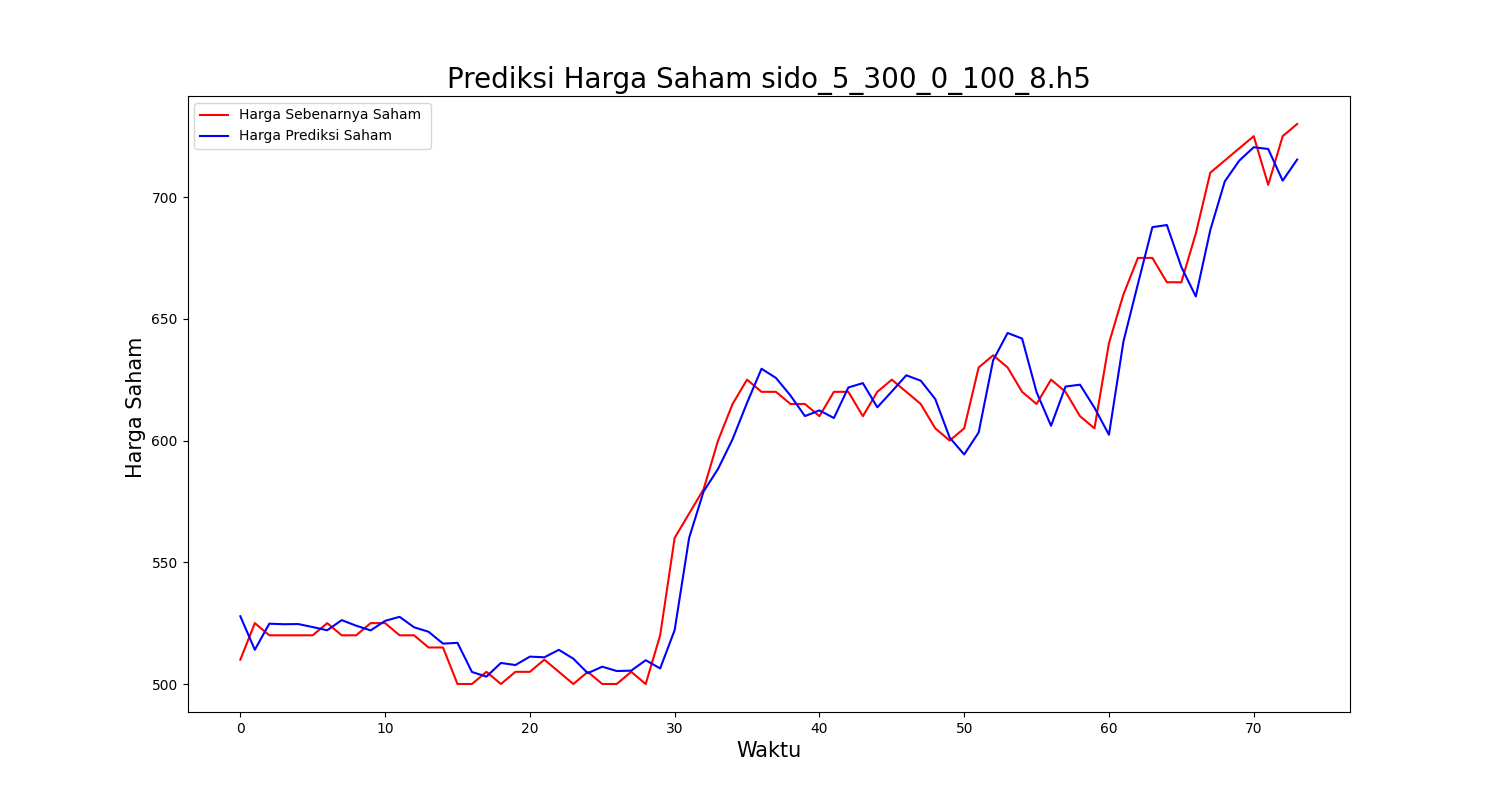 Prediksi Harga Saham sido_5_300_0_100_8.h5
Harga Sebenarnya Saham
Harga Prediksi Saham
Harga Saham
700
650
600
550
500
0 10 20 30 40 50 60 70
Waktu